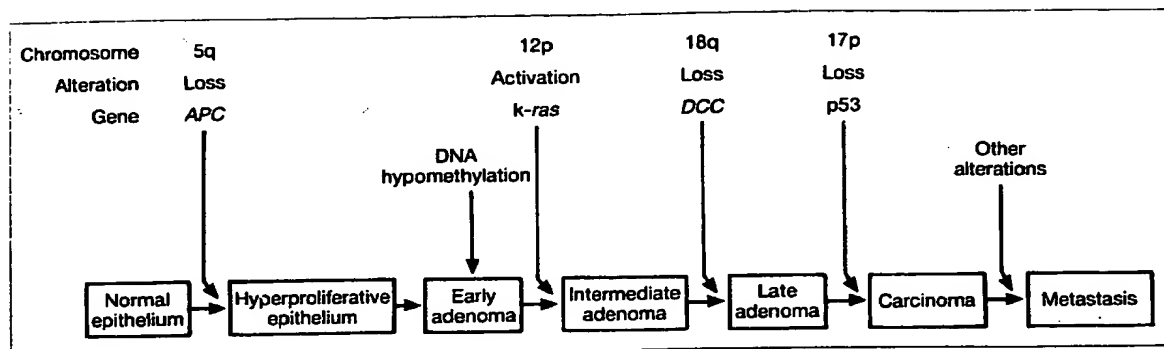 Chromosome 5q 12p 18q 17p
Alteration Loss Activation Loss Loss
Gene APC k-ras DCC p53
DNA
hypomethylation
Other
alterations
Normal
epithelium
Hyperproliferative
epithelium
Early
adenoma
Intermediate
adenoma
Late
adenoma
Carcinoma
Metastasis